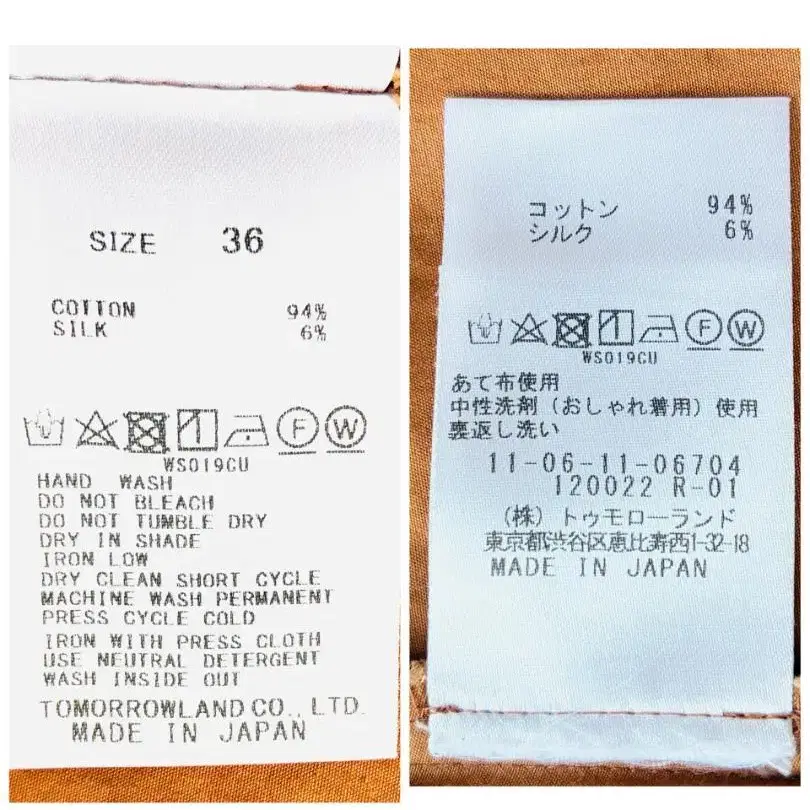 SIZE 36
COTTON 94%
SILK 6%
WS019CU
HAND WASH
DO NOT BLEACH
DO NOT TUMBLE DRY
DRY IN SHADE
IRON LOW
DRY CLEAN SHORT CYCLE
MACHINE WASH PERMANENT
PRESS CYCLE COLD
IRON WITH PRESS CLOTH
USE NEUTRAL DETERGENT
WASH INSIDE OUT
TOMORROWLAND CO., LTD.
MADE IN JAPAN
コットン 94%
シルク 6%
F W
WS019CU
あて布使用
中性洗剤(おしゃれ着用)使用
裏返し洗い
11-06-11-06704
120022 R-01
(株)トゥモローランド
東京都渋谷区恵比寿西1-32-18
MADE IN JAPAN